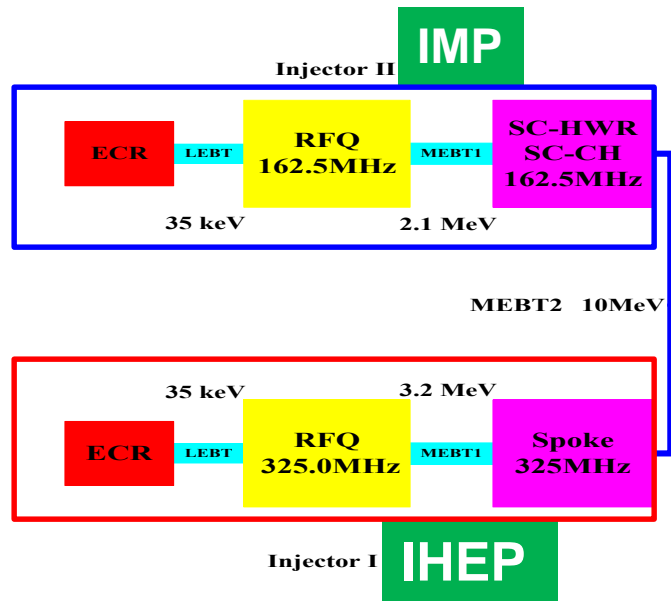 IMP
Injector II
ECR
LEBT
RFQ
162.5MHz
MEBT1
SC-HWR
SC-CH
162.5MHz
35 keV
2.1 MeV
MEBT2 10MeV
35 keV
3.2 MeV
ECR
LEBT
RFQ
325.0MHz
MEBT1
Spoke
325MHz
Injector I
IHEP